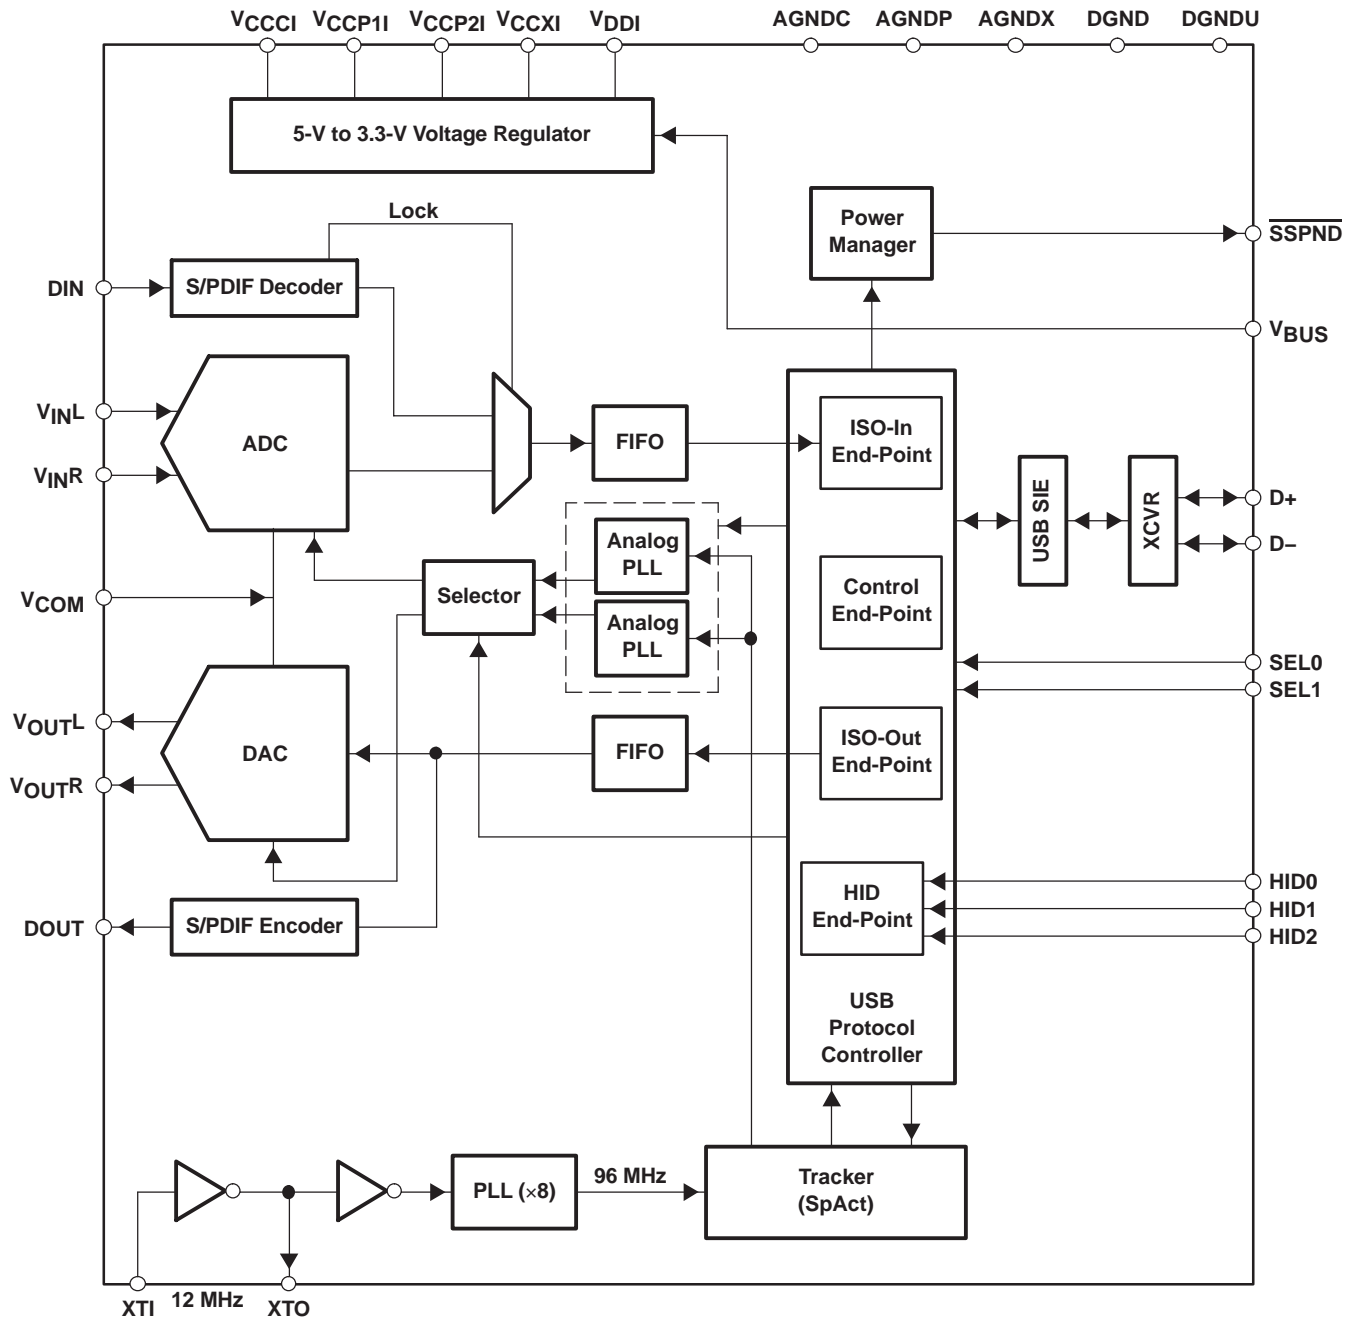 VCCCI VCCP1I VCCP2I VCCXI VDDI AGNDC AGNDP AGNDX DGND DGNDU
5-V to 3.3-V Voltage Regulator
Lock
Power
Manager
SSPND
DIN
S/PDIF Decoder
VBUS
VINL
ADC
VINR
FIFO
ISO-In
End-Point
USB SIE
XCVR
D+
D–
Analog
PLL
Selector
Analog
PLL
Control
End-Point
VCOM
SEL0
SEL1
VOUTL
DAC
VOUTR
FIFO
ISO-Out
End-Point
HID
End-Point
HID0
HID1
HID2
DOUT
S/PDIF Encoder
USB
Protocol
Controller
PLL (×8)
96 MHz
Tracker
(SpAct)
XTI
12 MHz
XTO